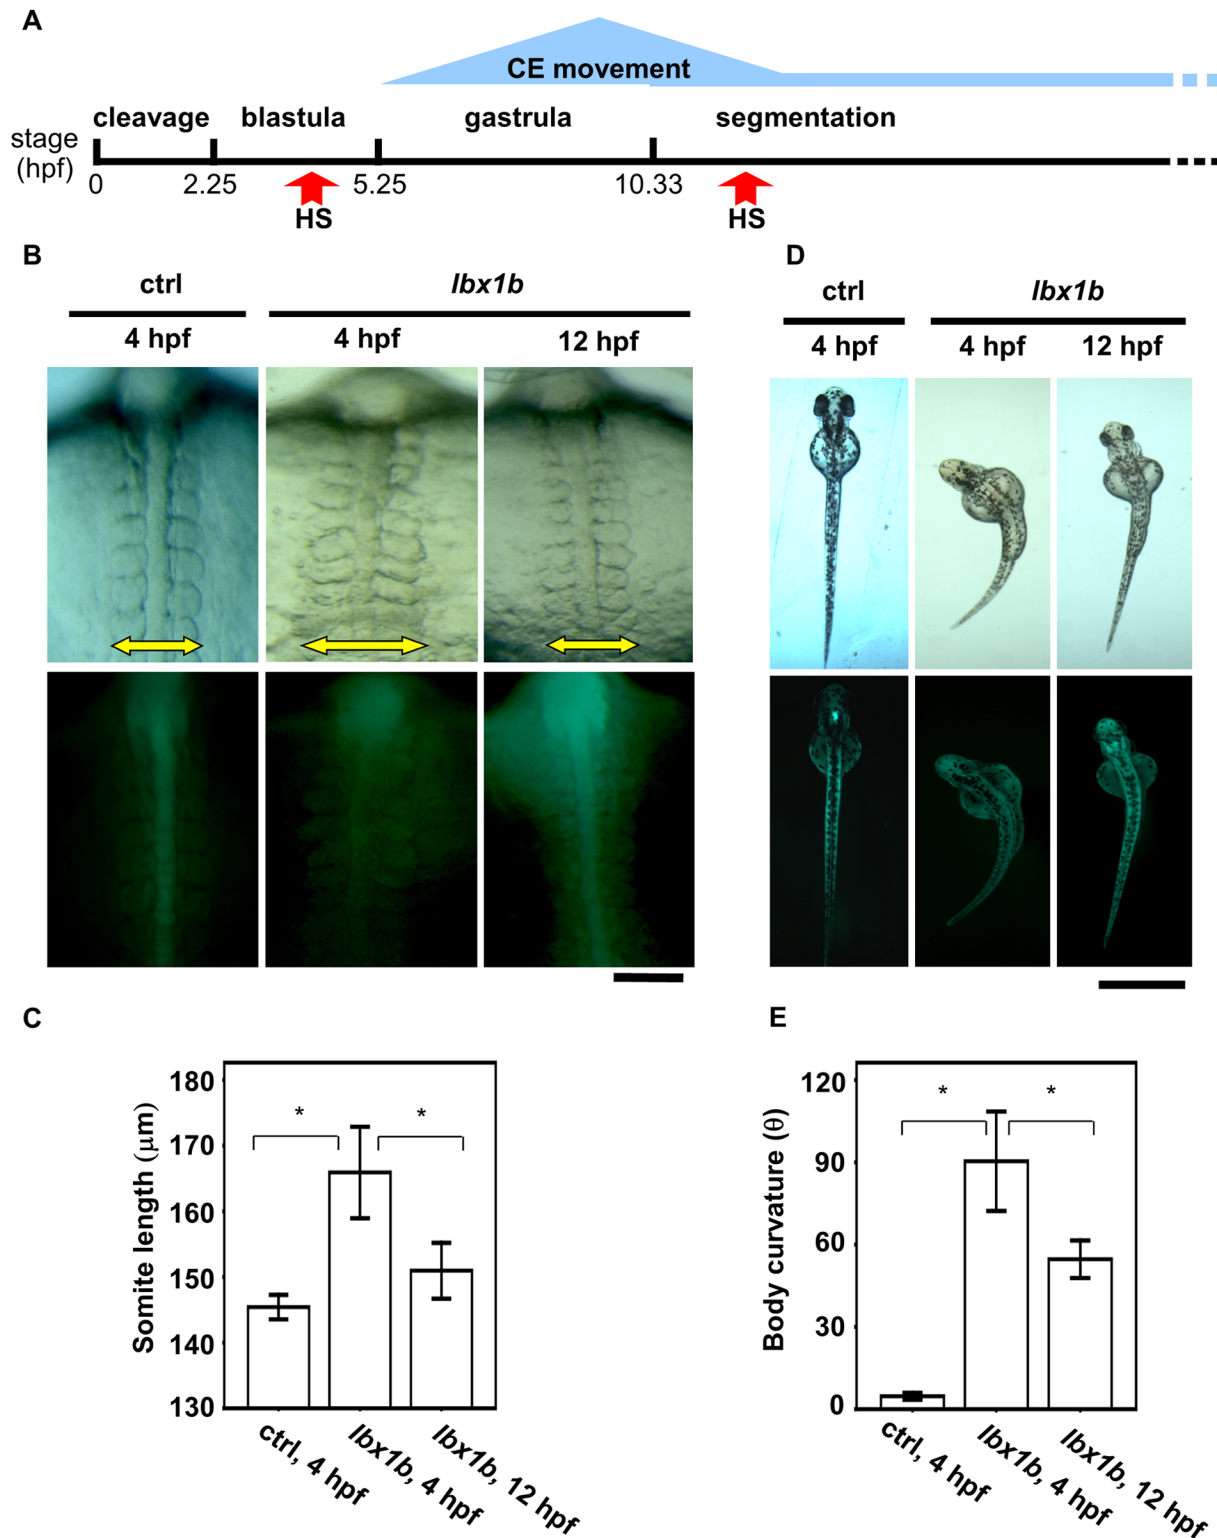 A
CE movement
cleavage blastula gastrula segmentation
stage
(hpf)
0 2.25 5.25 10.33
HS HS
B
ctrl lbx1b
4 hpf 4 hpf 12 hpf
D
ctrl lbx1b
4 hpf 4 hpf 12 hpf
C
Somite length (μm)
180
170
160
150
140
130
* *
ctrl, 4 hpf
lbx1b, 4 hpf
lbx1b, 12 hpf
E
Body curvature (θ)
120
90
60
30
0
* *
ctrl, 4 hpf
lbx1b, 4 hpf
lbx1b, 12 hpf